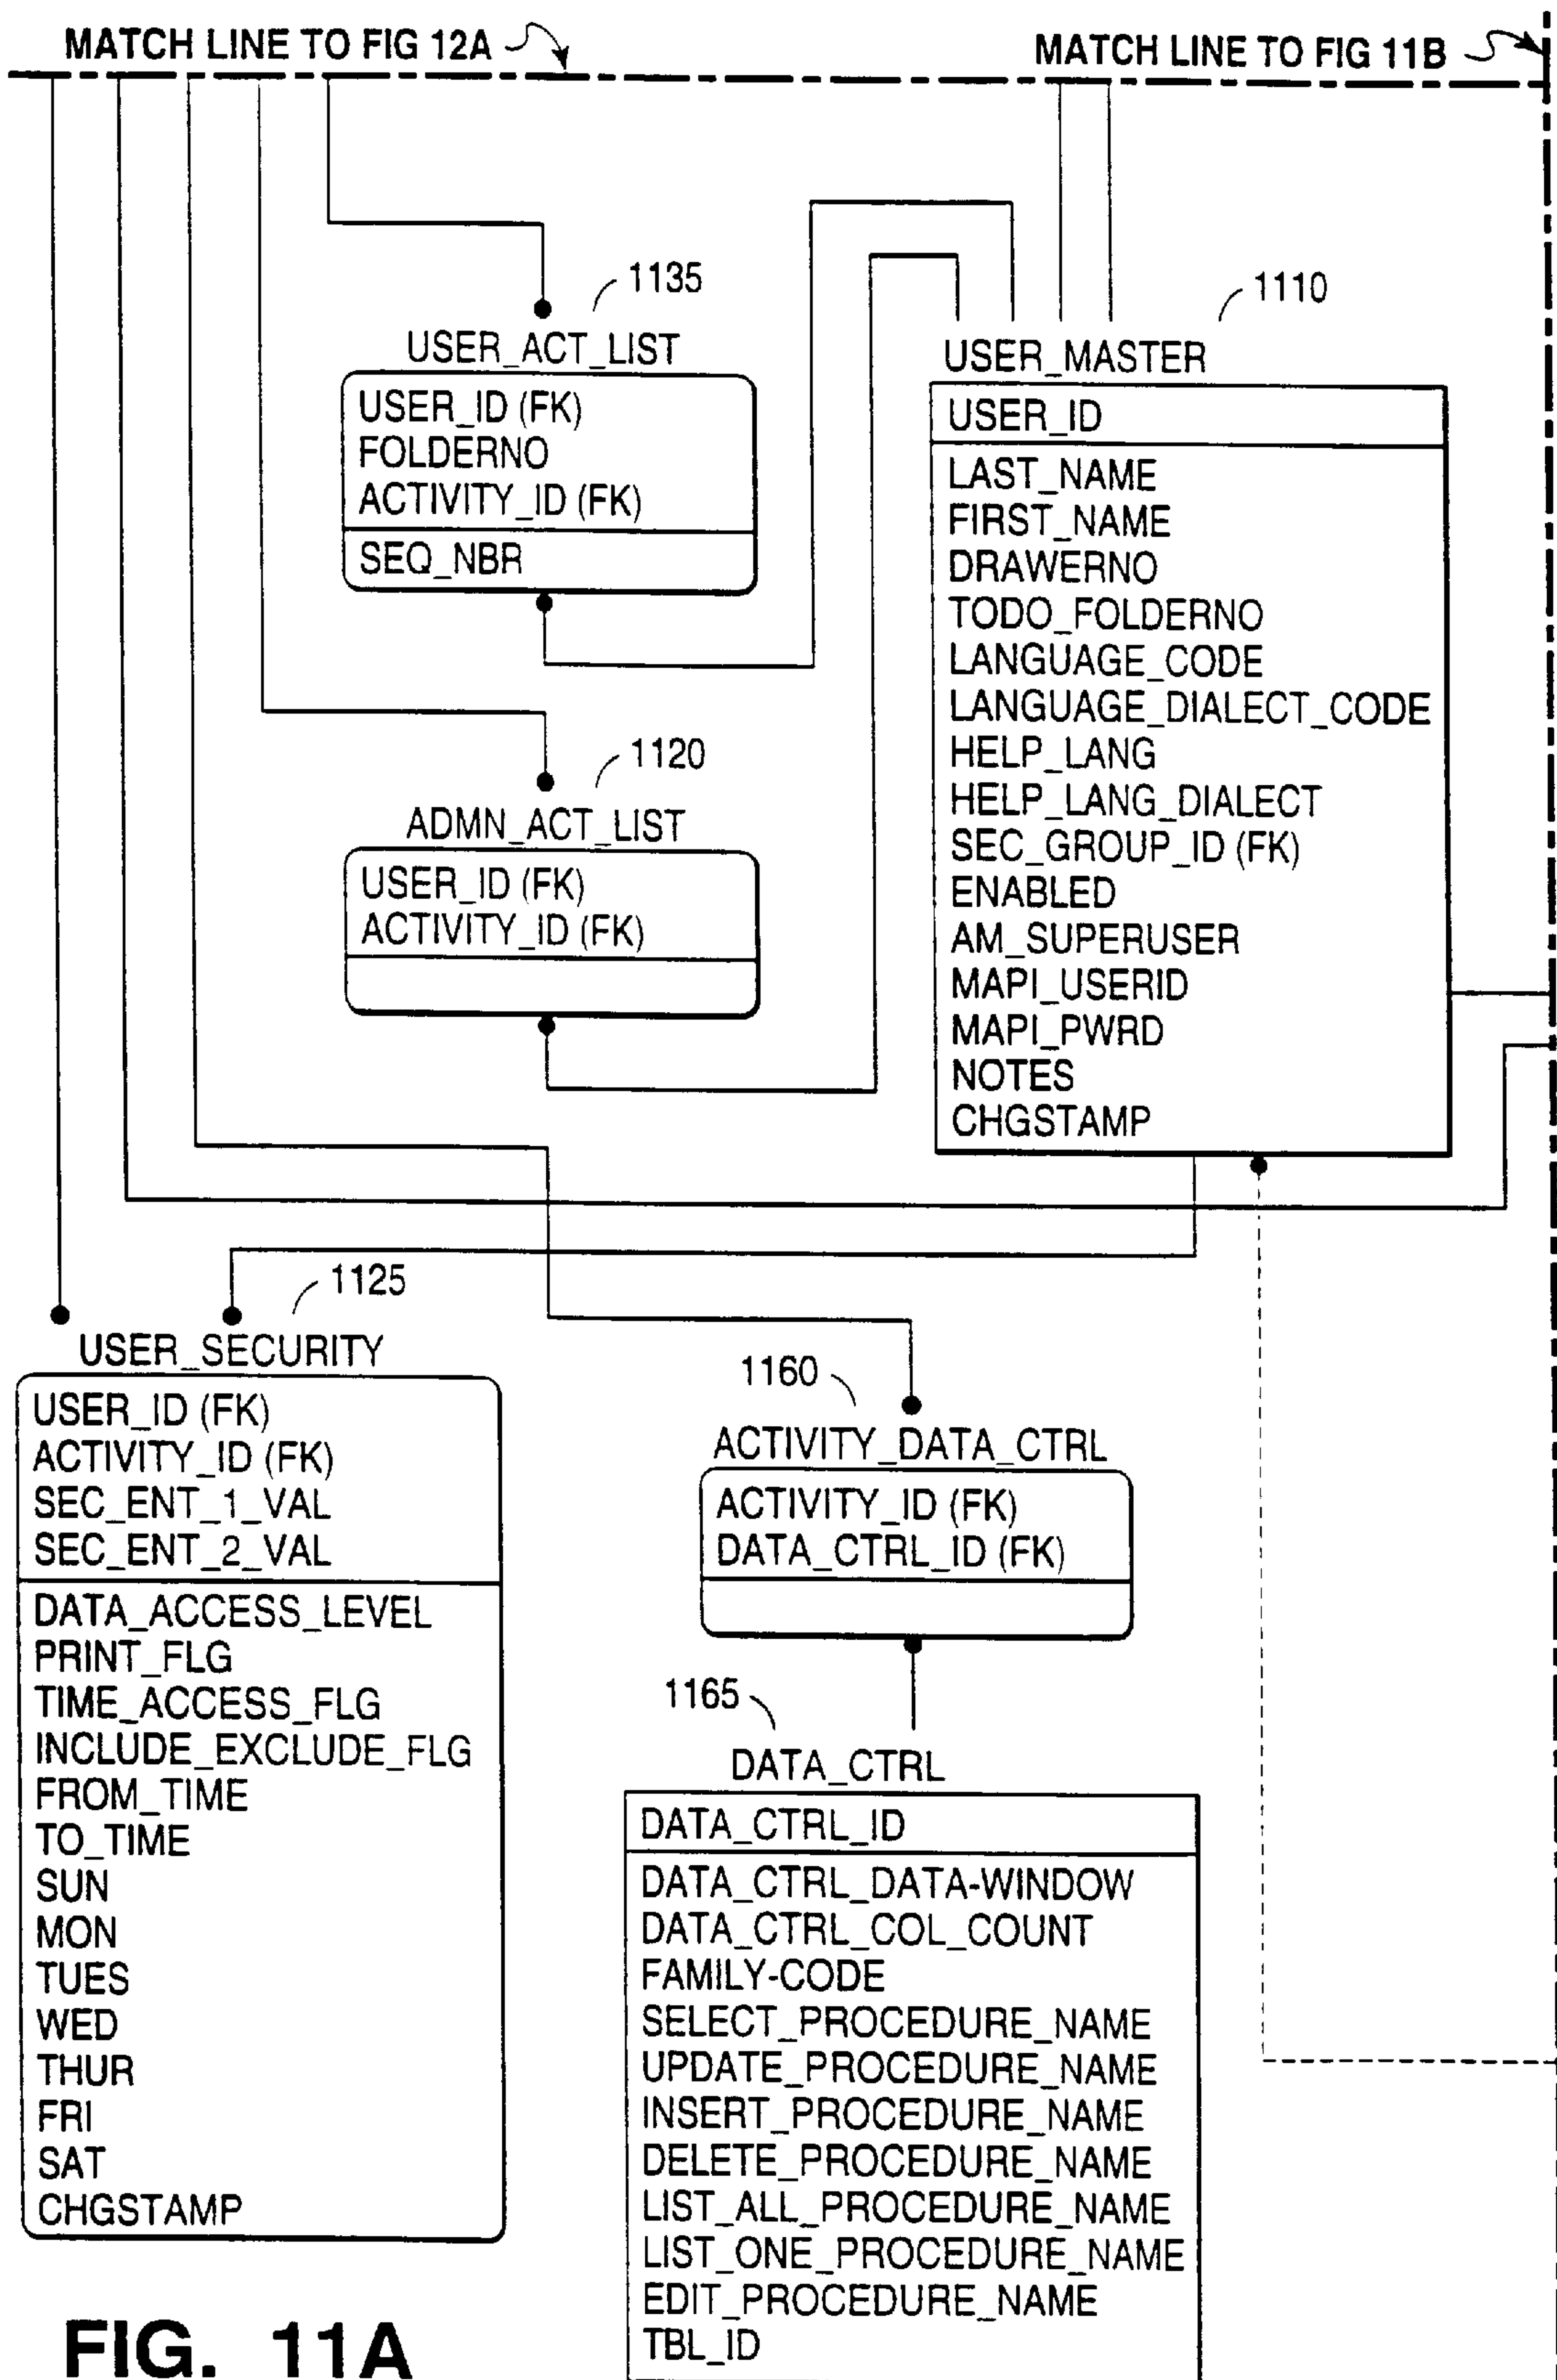 MATCH LINE TO FIG 12A
MATCH LINE TO FIG 11B
1135
USER_ACT_LIST
USER_ID (FK)
FOLDERNO
ACTIVITY_ID (FK)
SEQ_NBR
1110
USER_MASTER
USER_ID
LAST_NAME
FIRST_NAME
DRAWERNO
TODO_FOLDERNO
LANGUAGE_CODE
LANGUAGE_DIALECT_CODE
HELP_LANG
HELP_LANG_DIALECT
SEC_GROUP_ID (FK)
ENABLED
AM_SUPERUSER
MAPI_USERID
MAPI_PWRD
NOTES
CHGSTAMP
1120
ADMN_ACT_LIST
USER_ID (FK)
ACTIVITY_ID (FK)
1125
USER_SECURITY
USER_ID (FK)
ACTIVITY_ID (FK)
SEC_ENT_1_VAL
SEC_ENT_2_VAL
DATA_ACCESS_LEVEL
PRINT_FLG
TIME_ACCESS_FLG
INCLUDE_EXCLUDE_FLG
FROM_TIME
TO_TIME
SUN
MON
TUES
WED
THUR
FRI
SAT
CHGSTAMP
1160
ACTIVITY_DATA_CTRL
ACTIVITY_ID (FK)
DATA_CTRL_ID (FK)
1165
DATA_CTRL
DATA_CTRL_ID
DATA_CTRL_DATA-WINDOW
DATA_CTRL_COL_COUNT
FAMILY-CODE
SELECT_PROCEDURE_NAME
UPDATE_PROCEDURE_NAME
INSERT_PROCEDURE_NAME
DELETE_PROCEDURE_NAME
LIST_ALL_PROCEDURE_NAME
LIST_ONE_PROCEDURE_NAME
EDIT_PROCEDURE_NAME
TBL_ID
FIG. 11A